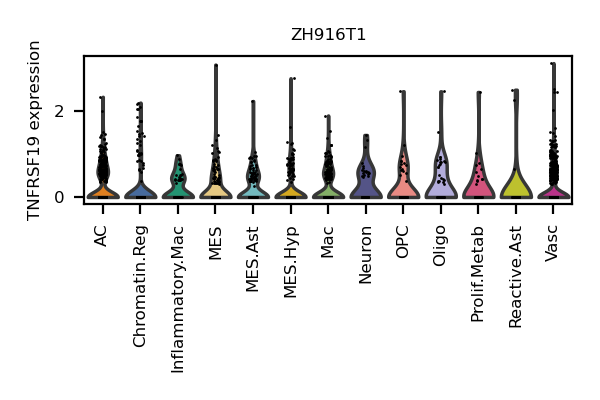 ZH916T1
TNFRSF19 expression
2
0
AC
Chromatin.Reg
Inflammatory.Mac
MES
MES.Ast
MES.Hyp
Mac
Neuron
OPC
Oligo
Prolif.Metab
Reactive.Ast
Vasc